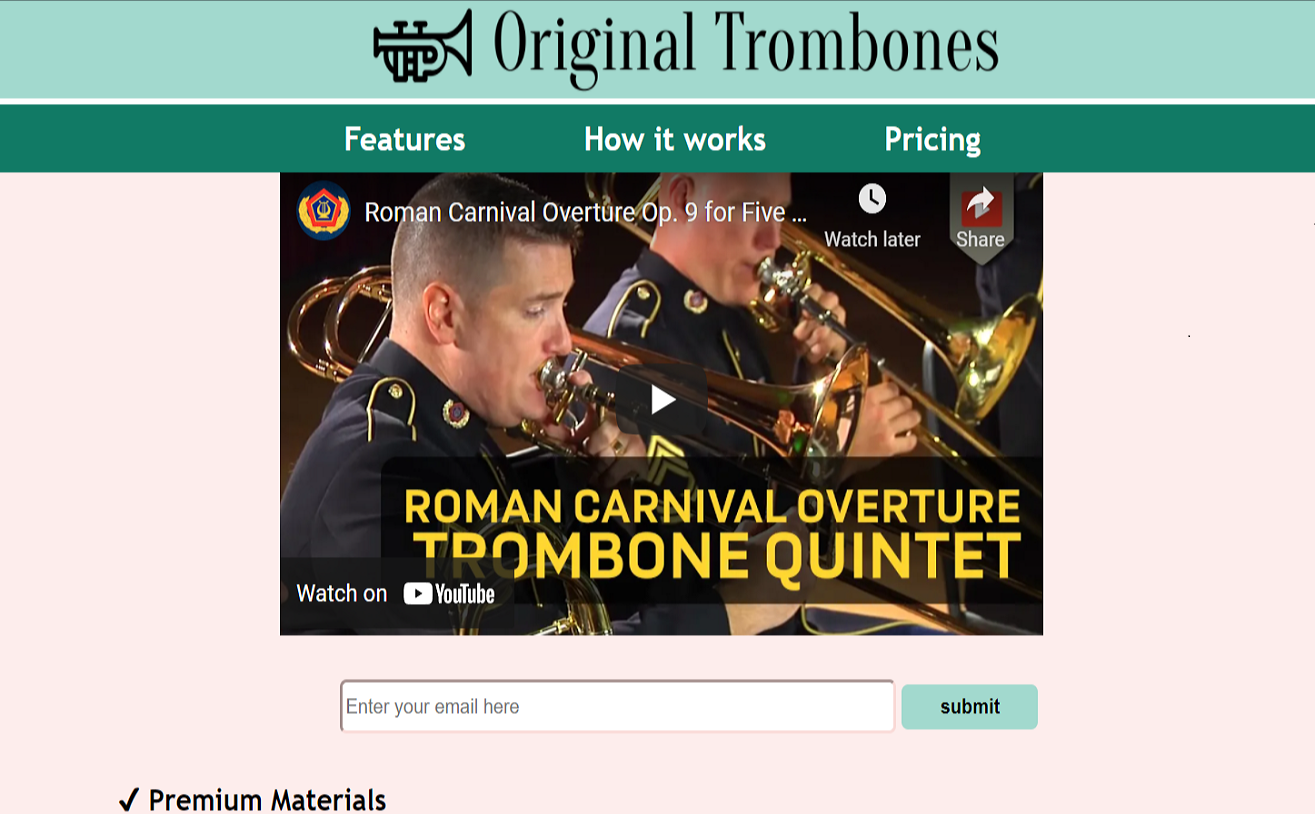 Original Trombones
Features How it works Pricing
Roman Carnival Overture Op. 9 for Five ...
Watch later
Share
ROMAN CARNIVAL OVERTURE
TROMBONE QUINTET
Watch on YouTube
Enter your email here
submit
✓ Premium Materials